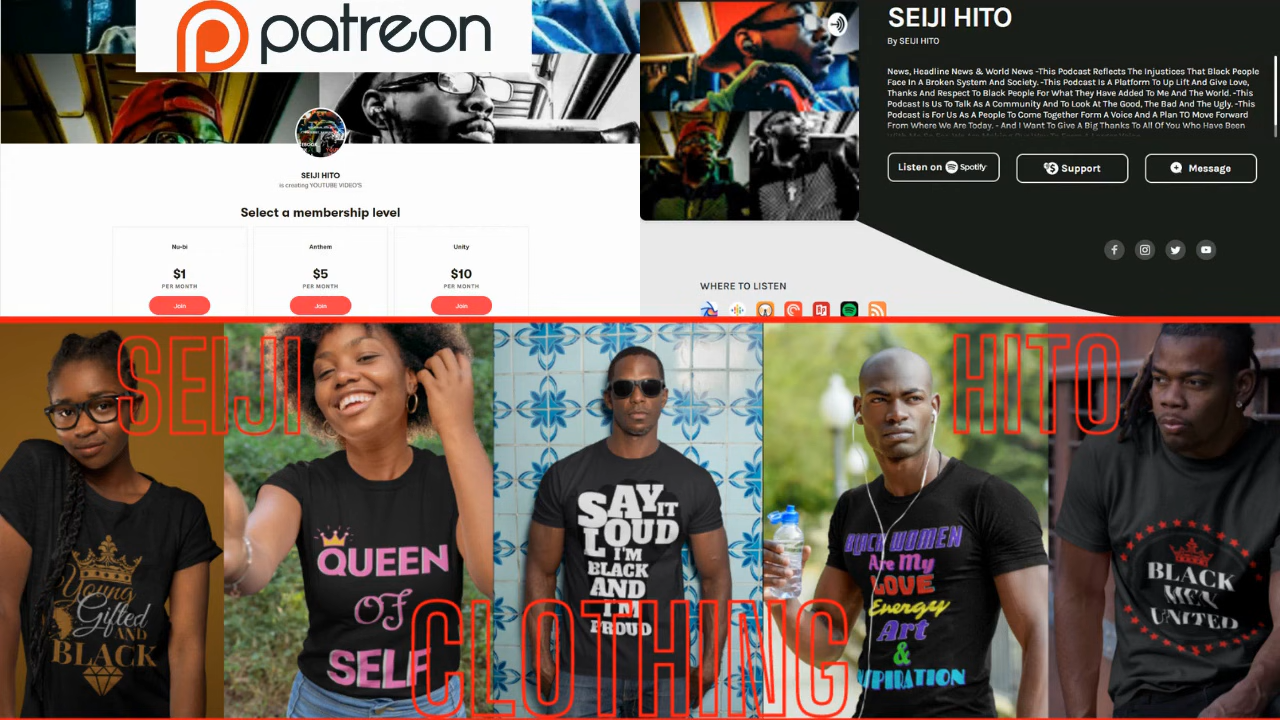 patreon
SEIJI HITO
is creating YOUTUBE VIDEO'S
Select a membership level
Nu-bi
$1
PER MONTH
Join
Anthem
$5
PER MONTH
Join
Unity
$10
PER MONTH
Join
SEIJI HITO
By SEIJI HITO
News, Headline News & World News -This Podcast Reflects The Injustices That Black People
Face In A Broken System And Society. -This Podcast Is A Platform To Up Lift And Give Love,
Thanks And Respect To Black People For What They Have Added To Me And The World. -This
Podcast Is Us To Talk As A Community And To Look At The Good, The Bad And The Ugly. -This
Podcast is For Us As A People To Come Together Form A Voice And A Plan TO Move Forward
From Where We Are Today. - And I Want To Give A Big Thanks To All Of You Who Have Been
Listen on Spotify
Support
Message
WHERE TO LISTEN
SEIJI HITO
CLOTHING
Young
Gifted
AND
BLACK
QUEEN
OF
SELF
SAY IT
LOUD
I'M
BLACK
AND
I'M
PROUD
BLACK WOMEN
Are My
LOVE
Energy
Art
&
INSPIRATION
BLACK
MEN
UNITED